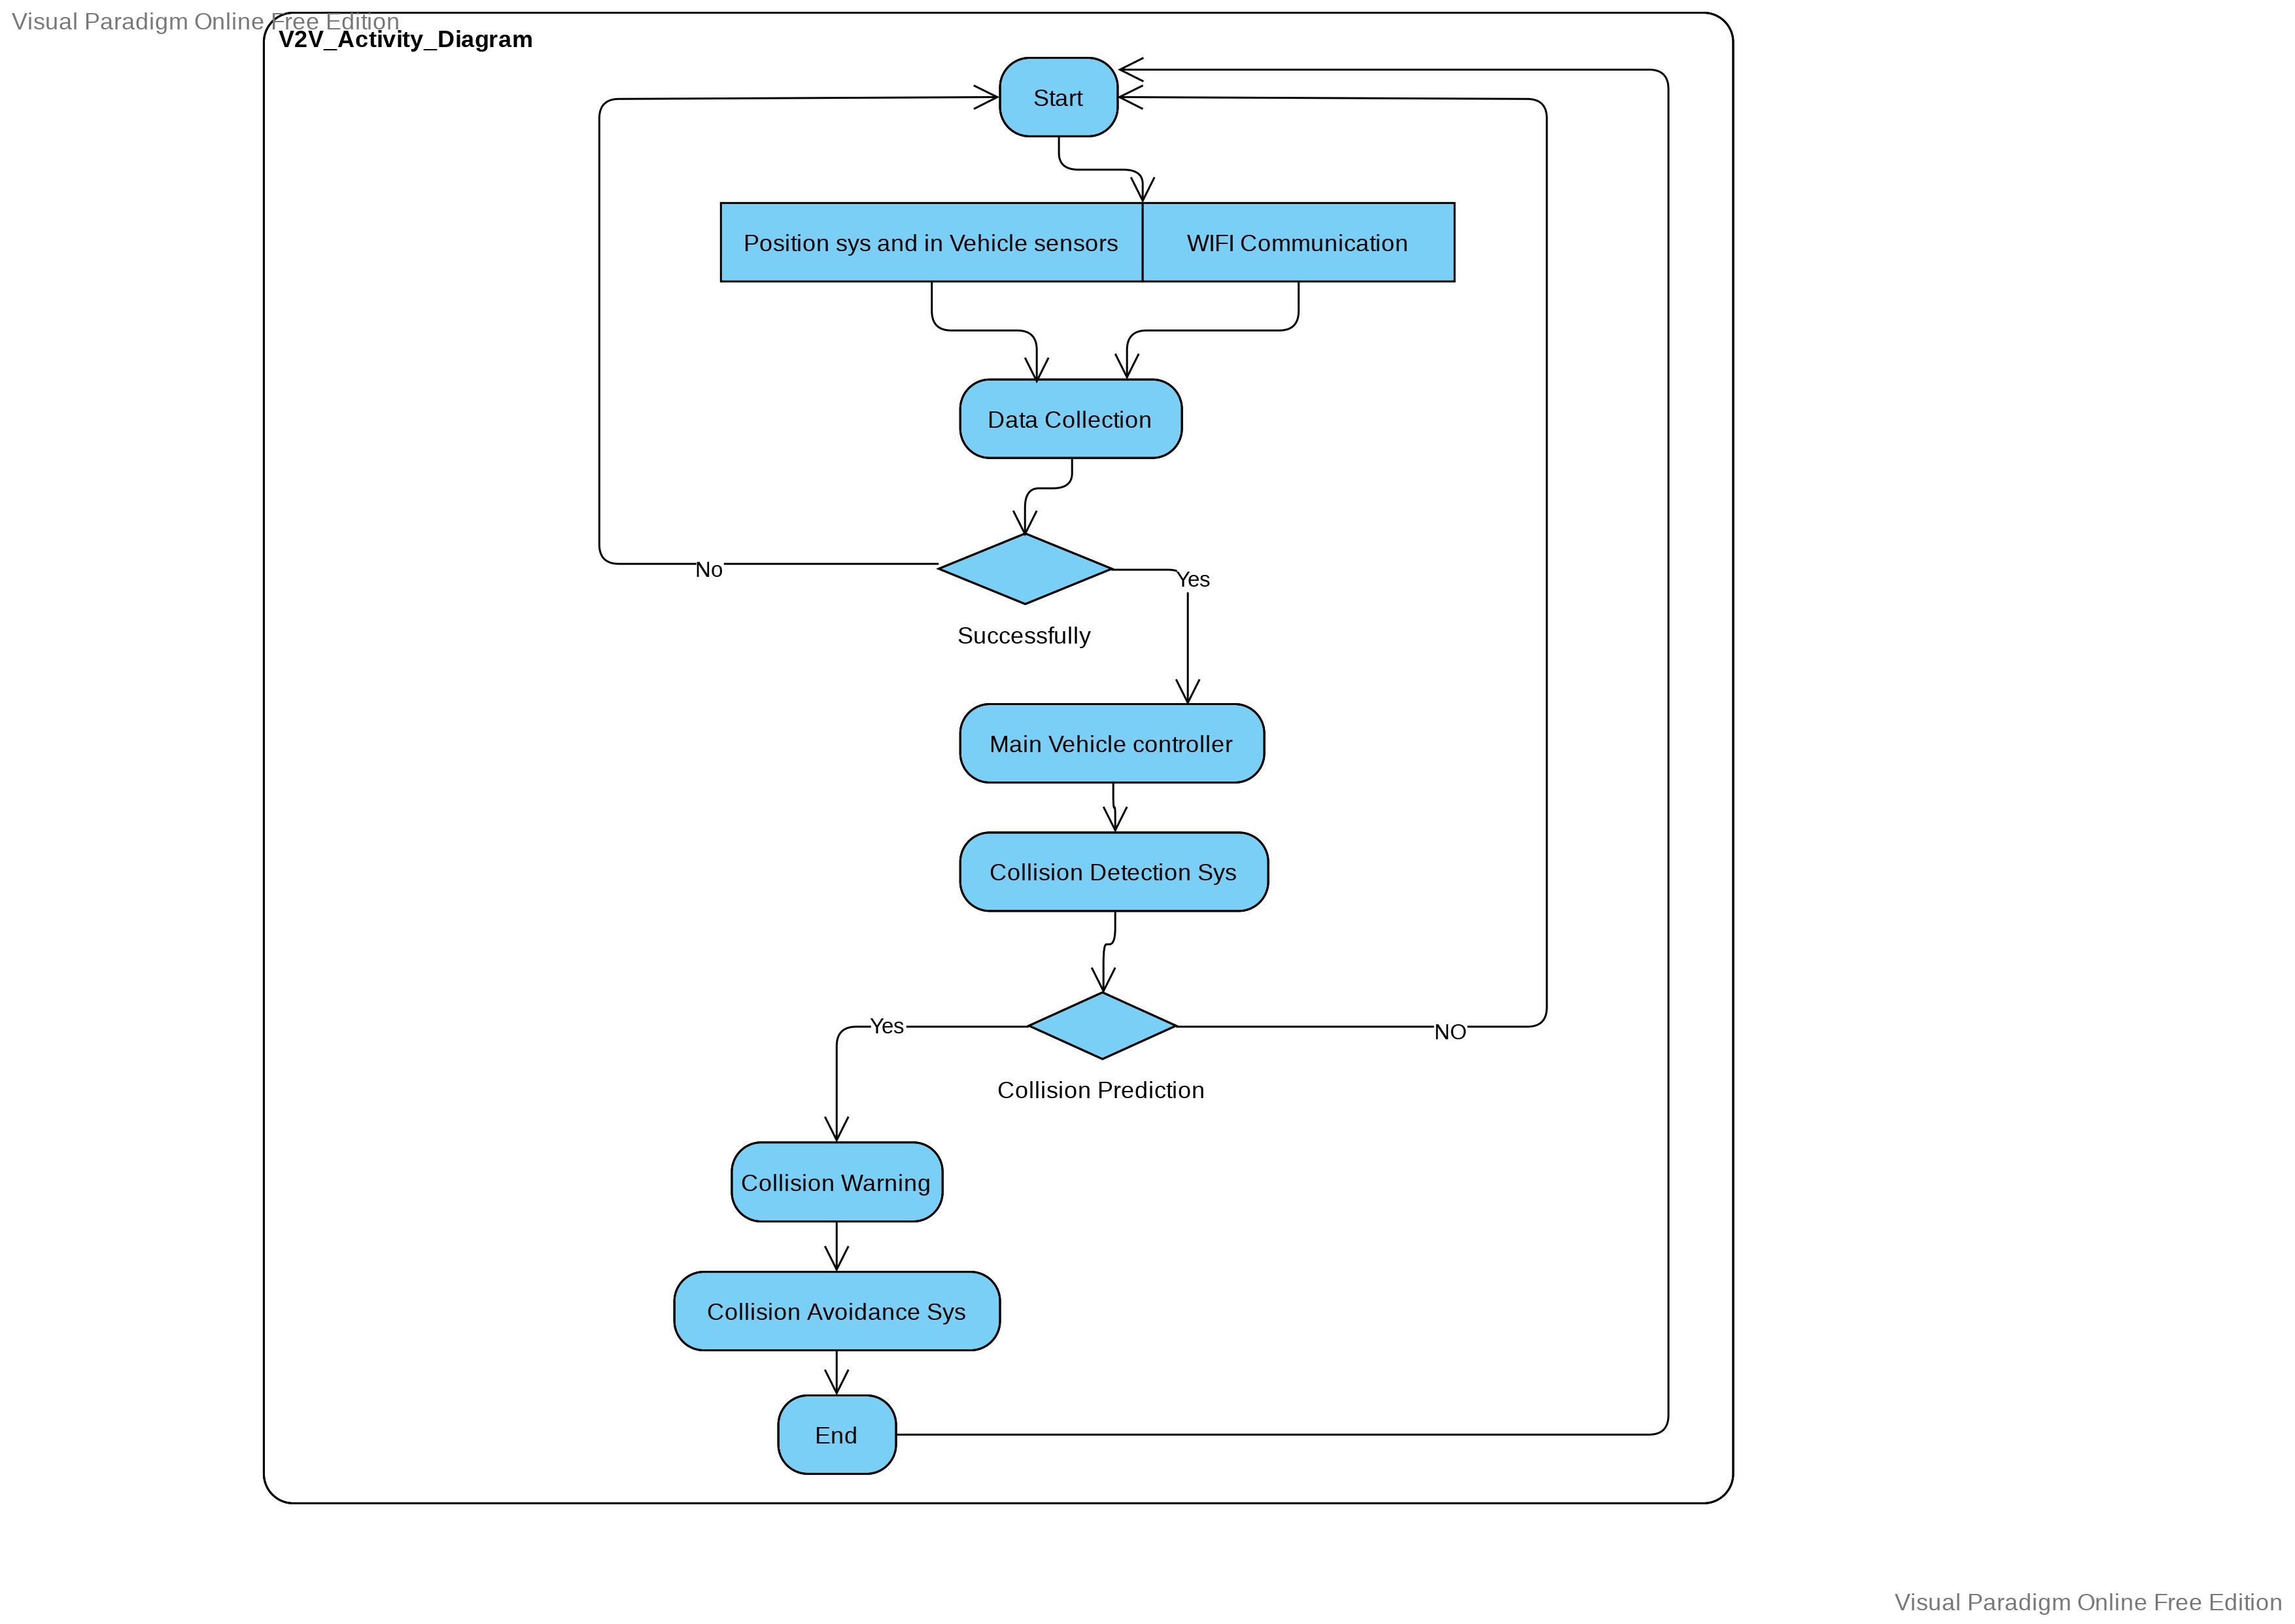 Visual Paradigm Online Free Edition
V2V_Activity_Diagram
Start
Position sys and in Vehicle sensors
WIFI Communication
Data Collection
No
Yes
Successfully
Main Vehicle controller
Collision Detection Sys
Yes
NO
Collision Prediction
Collision Warning
Collision Avoidance Sys
End
Visual Paradigm Online Free Edition